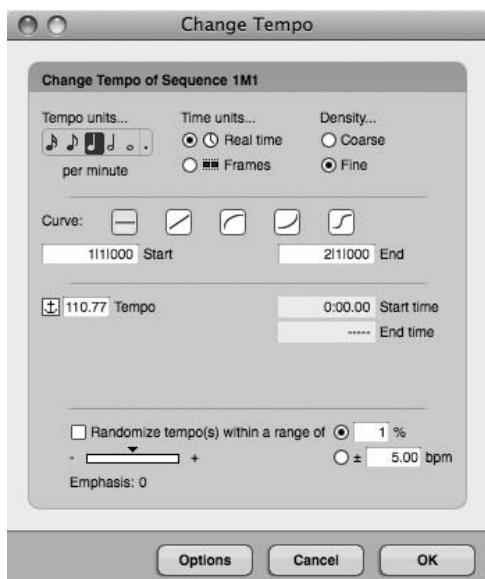 Change Tempo
Change Tempo of Sequence 1M1
Tempo units... Time units... Density...
Real time Coarse
per minute Frames Fine
Curve:
1|1|000 Start 2|1|000 End
110.77 Tempo 0:00.00 Start time
----- End time
Randomize tempo(s) within a range of 1 %
- + ± 5.00 bpm
Emphasis: 0
Options Cancel OK